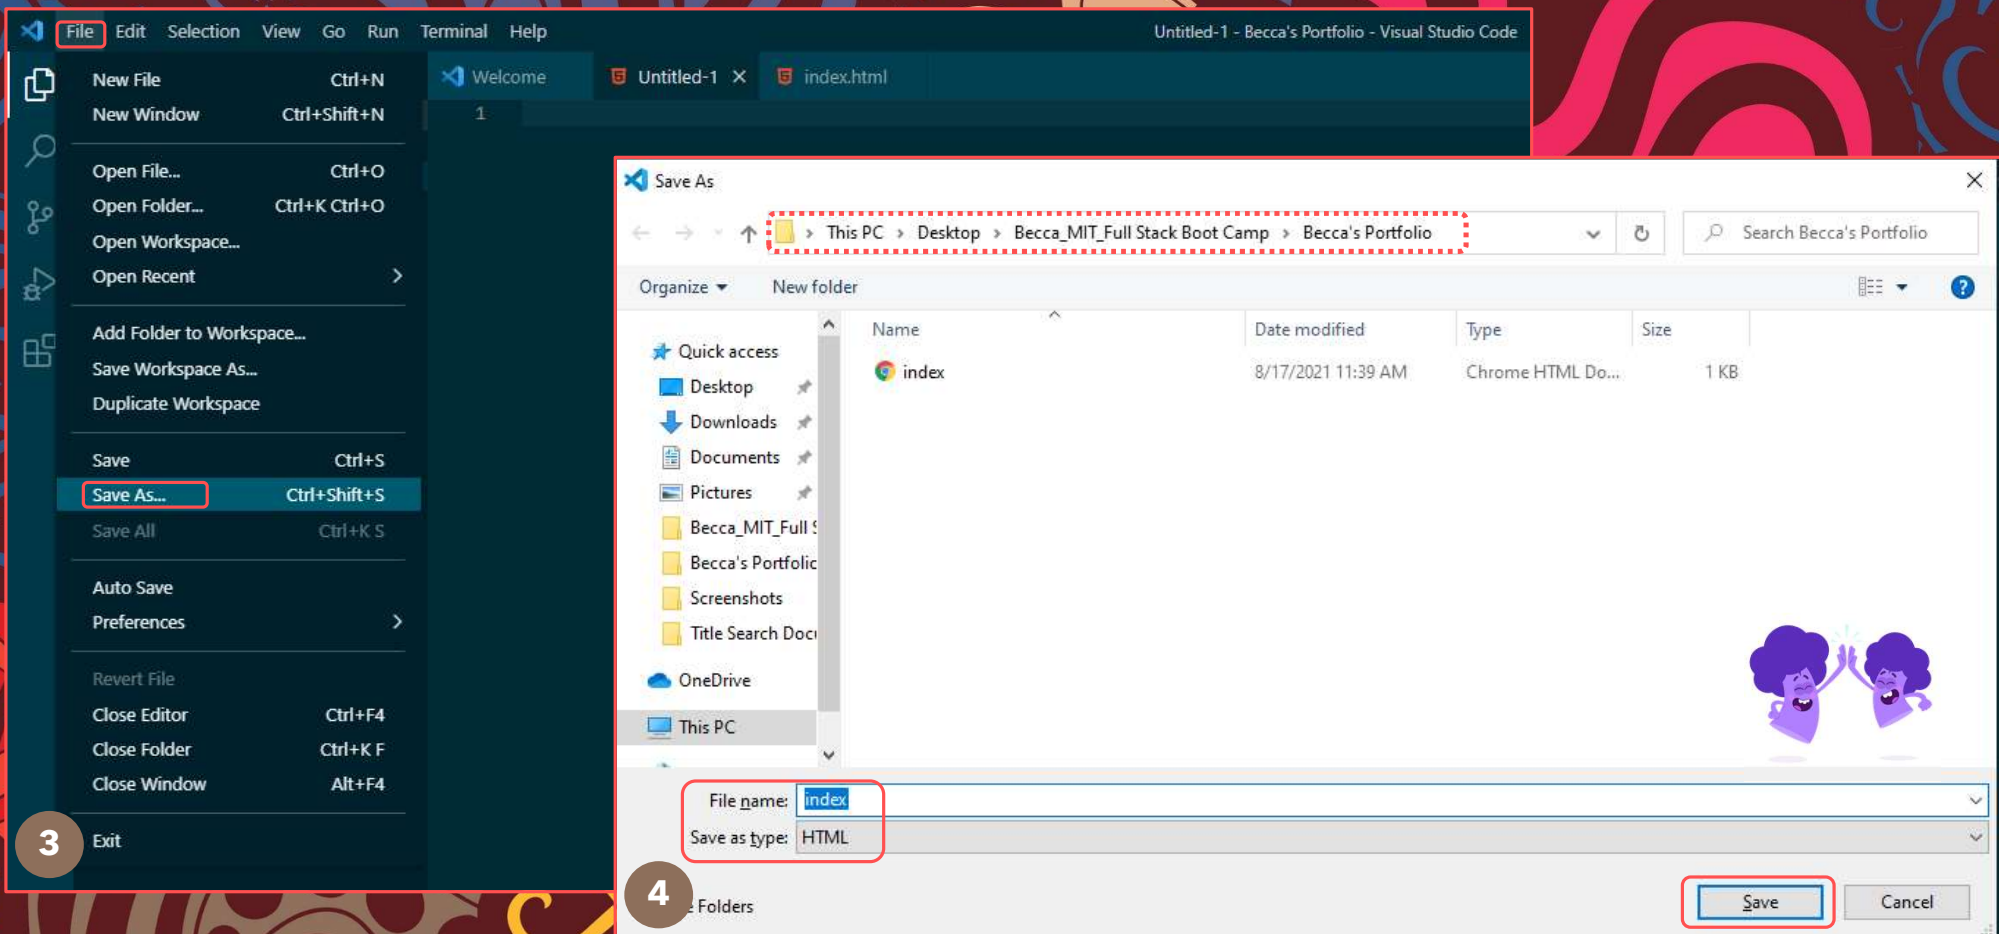 File Edit Selection View Go Run Terminal Help
Untitled-1 - Becca's Portfolio - Visual Studio Code
New File Ctrl+N
New Window Ctrl+Shift+N
Open File... Ctrl+O
Open Folder... Ctrl+K Ctrl+O
Open Workspace...
Open Recent
Add Folder to Workspace...
Save Workspace As...
Duplicate Workspace
Save Ctrl+S
Save As... Ctrl+Shift+S
Save All Ctrl+K S
Auto Save
Preferences
Revert File
Close Editor Ctrl+F4
Close Folder Ctrl+K F
Close Window Alt+F4
Exit
3
Welcome Untitled-1 index.html
1
Save As
This PC > Desktop > Becca_MIT_Full Stack Boot Camp > Becca's Portfolio
Search Becca's Portfolio
Organize New folder
Quick access
Desktop
Downloads
Documents
Pictures
Becca_MIT_Full S
Becca's Portfolio
Screenshots
Title Search Docu
OneDrive
This PC
Name Date modified Type Size
index 8/17/2021 11:39 AM Chrome HTML Do... 1 KB
File name: index
Save as type: HTML
4
Folders
Save Cancel